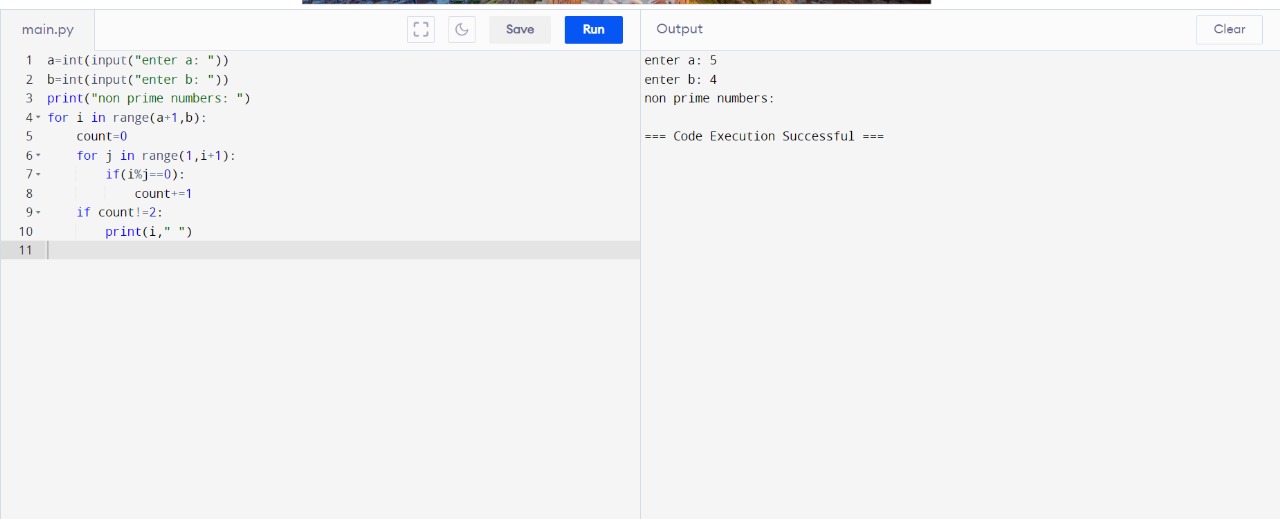 main.py
Save
Run
Output
Clear
1 a=int(input("enter a: "))
2 b=int(input("enter b: "))
3 print("non prime numbers: ")
4 for i in range(a+1,b):
5     count=0
6     for j in range(1,i+1):
7         if(i%j==0):
8             count+=1
9     if count!=2:
10         print(i," ")
11
enter a: 5
enter b: 4
non prime numbers:
=== Code Execution Successful ===